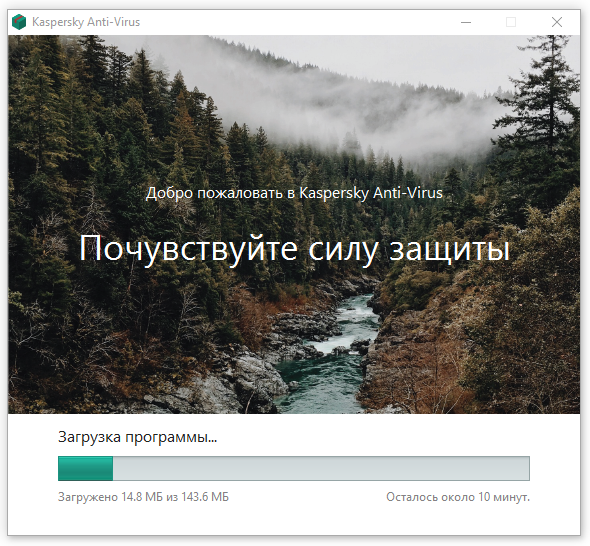 Kaspersky Anti-Virus
Добро пожаловать в Kaspersky Anti-Virus
Почувствуйте силу защиты
Загрузка программы...
Загружено 14.8 МБ из 143.6 МБ
Осталось около 10 минут.